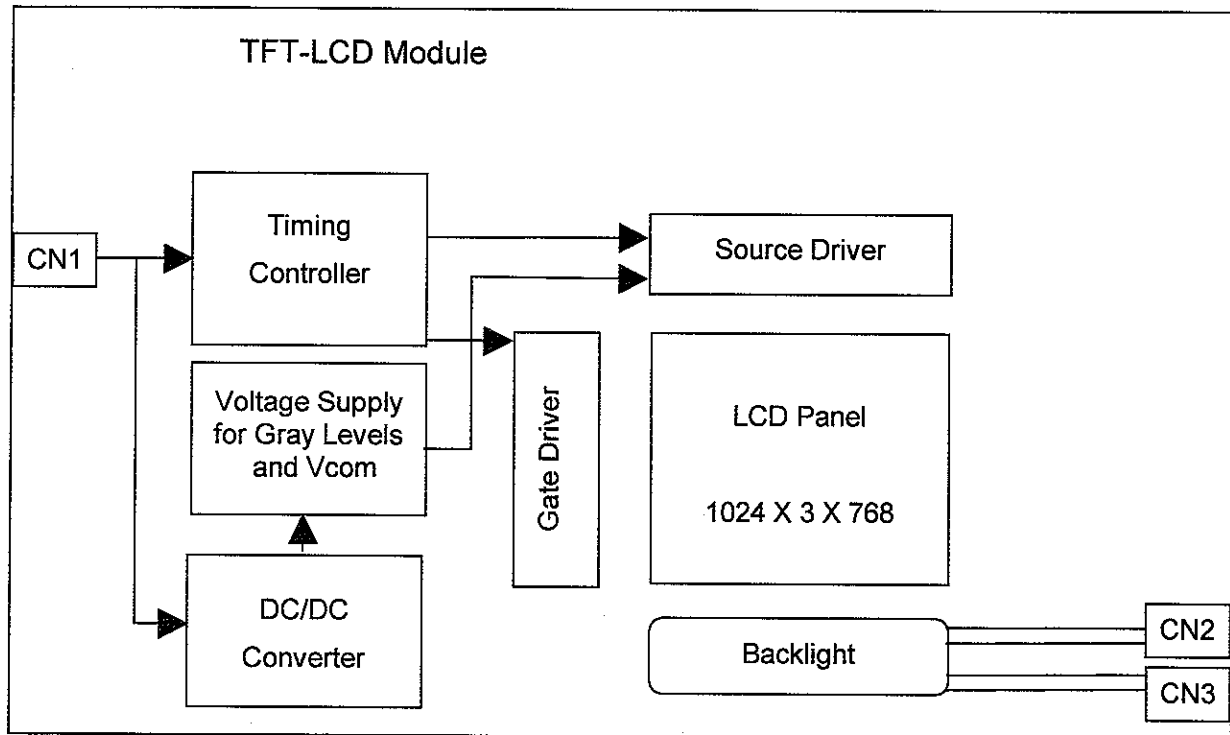 TFT-LCD Module
Timing
Controller
CN1
Source Driver
Voltage Supply
for Gray Levels
and Vcom
Gate Driver
LCD Panel
1024 X 3 X 768
DC/DC
Converter
Backlight
CN2
CN3